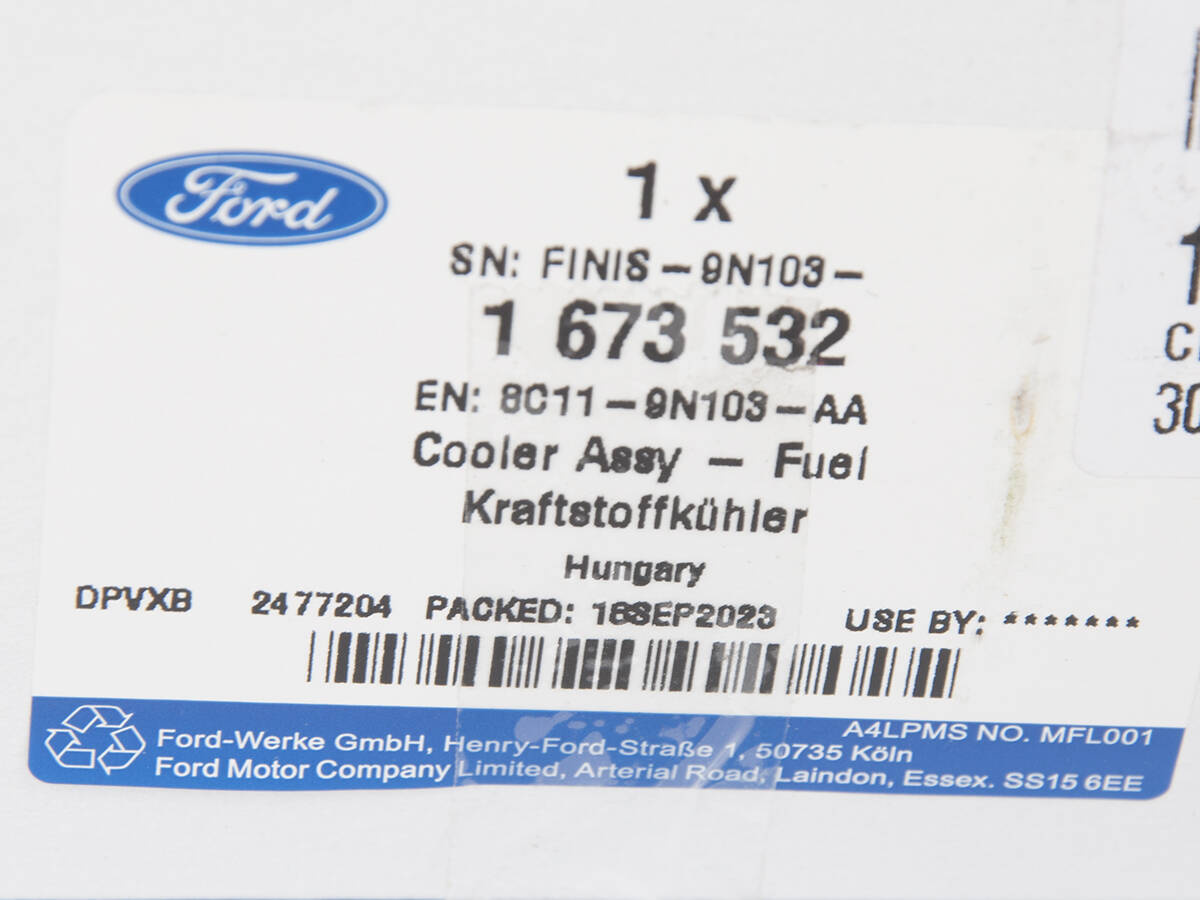 Ford
1 x
SN: FINIS-9N103-
1 673 532
EN: 8C11-9N103-AA
Cooler Assy - Fuel
Kraftstoffkühler
Hungary
DPVXB 2477204 PACKED: 18SEP2023 USE BY: *******
A4LPMS NO. MFL001
Ford-Werke GmbH, Henry-Ford-Straße 1, 50735 Köln
Ford Motor Company Limited, Arterial Road, Laindon, Essex. SS15 6EE
30